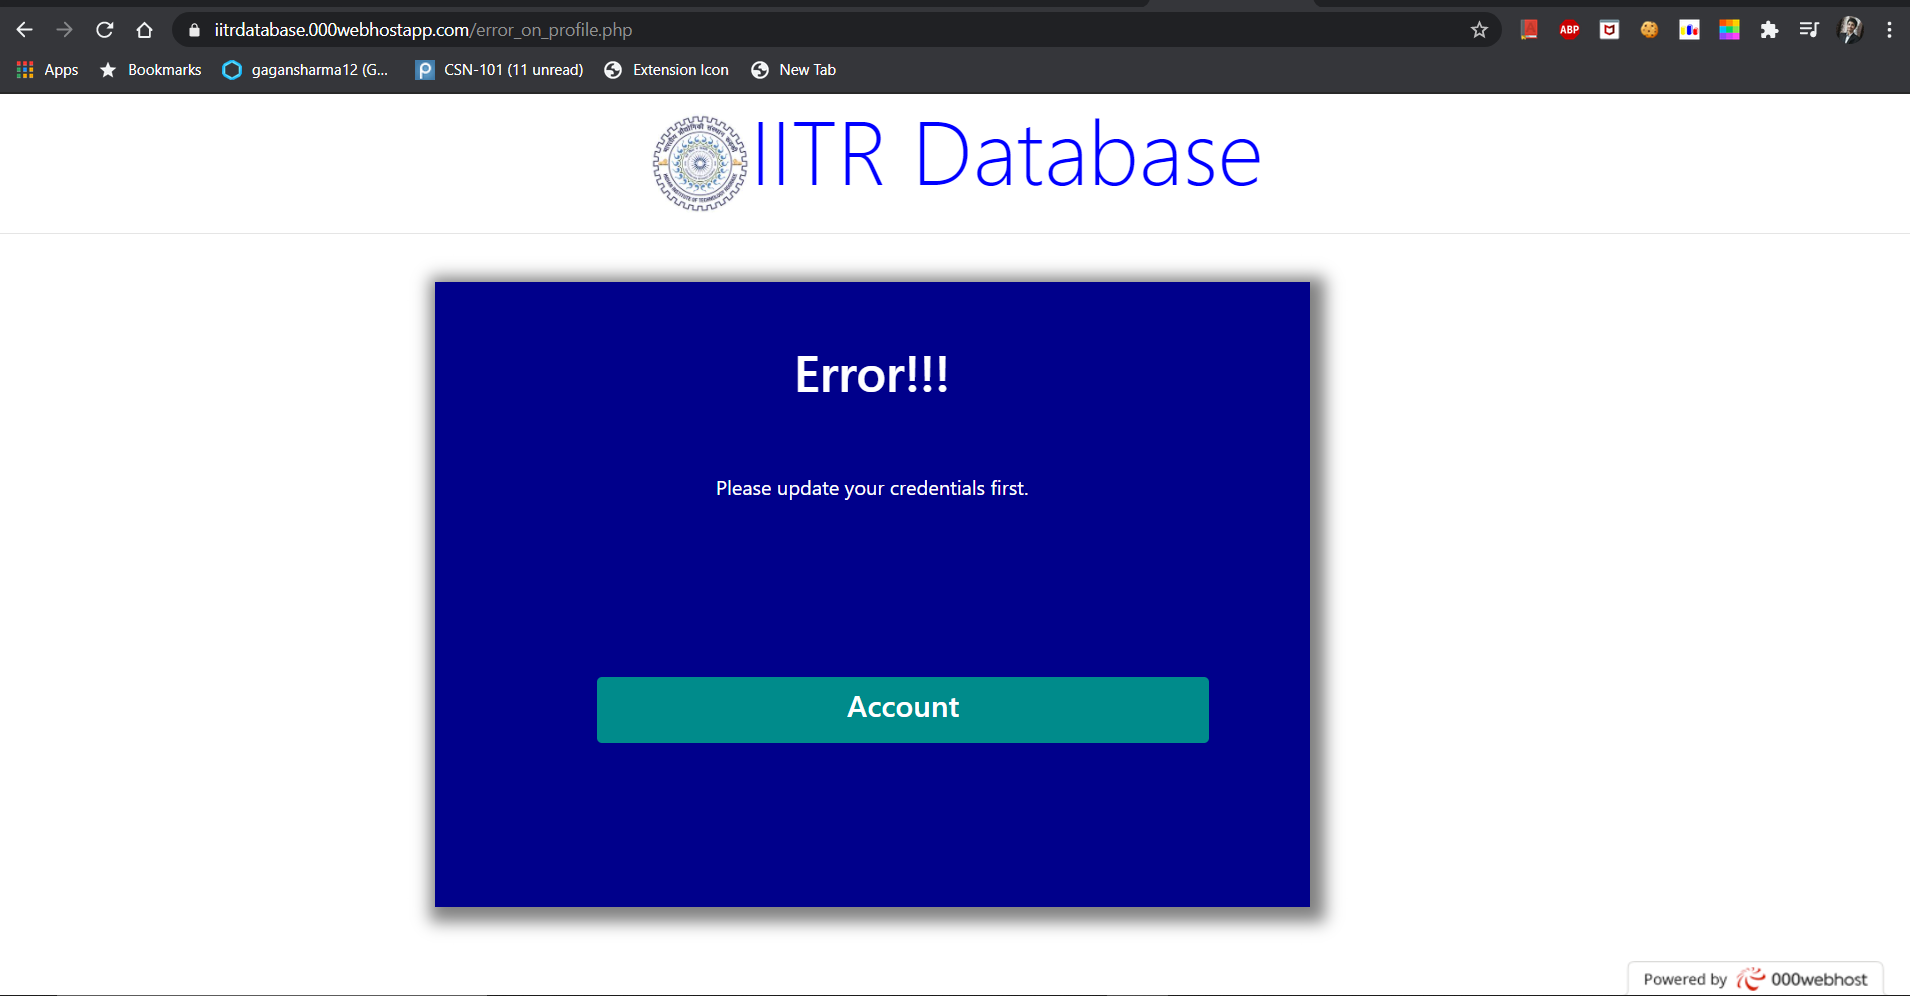 iitrdatabase.000webhostapp.com/error_on_profile.php
ABP
Apps
Bookmarks
gagansharma12 (G...
CSN-101 (11 unread)
Extension Icon
New Tab
IITR Database
Error!!!
Please update your credentials first.
Account
Powered by 000webhost